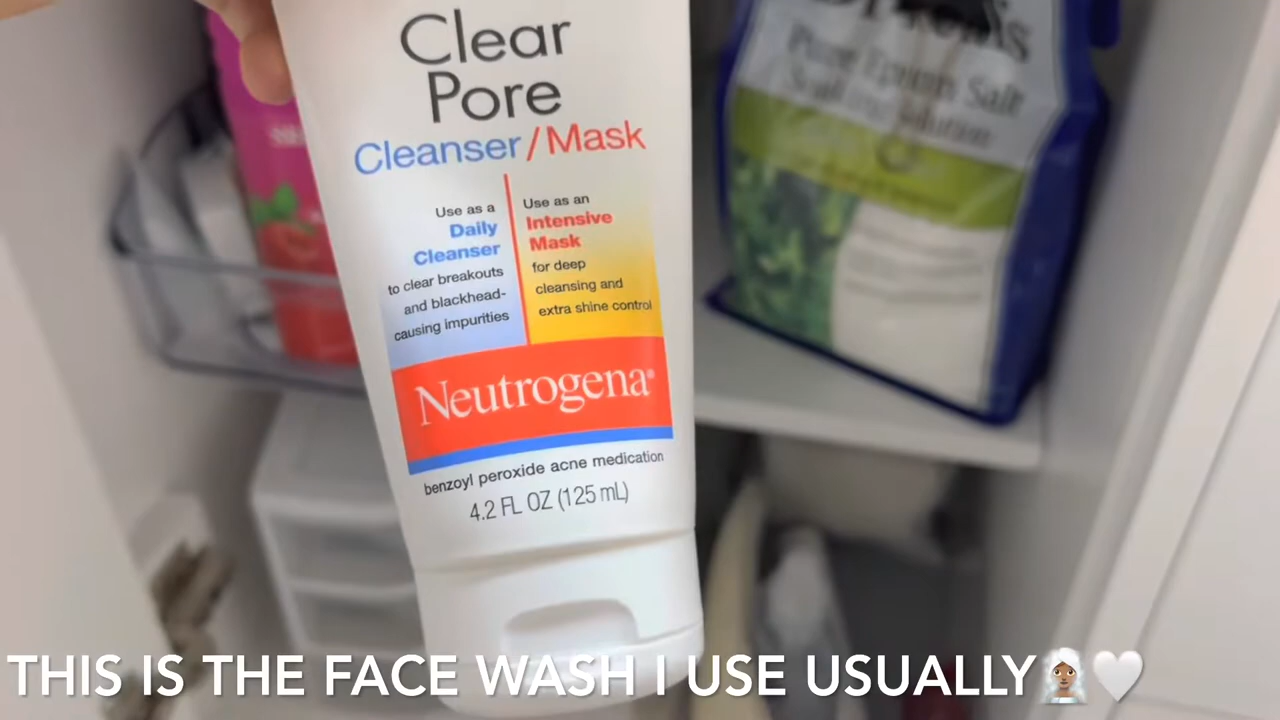 Clear
Pore
Cleanser/Mask
Use as a
Daily
Cleanser
to clear breakouts
and blackhead-
causing impurities
Use as an
Intensive
Mask
for deep
cleansing and
extra shine control
Neutrogena®
benzoyl peroxide acne medication
4.2 FL OZ (125 mL)
Pure Epsom Salt
Soaking Solution
THIS IS THE FACE WASH I USE USUALLY👰🏽🤍